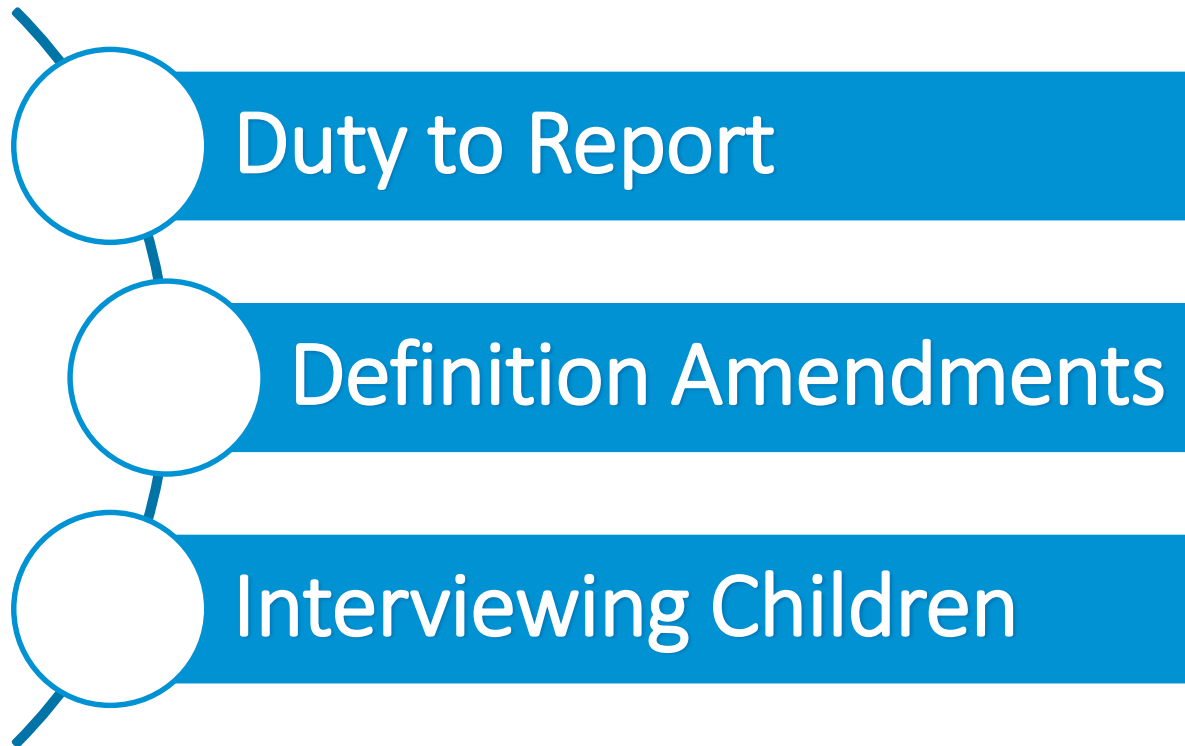 Duty to Report
Definition Amendments
Interviewing Children